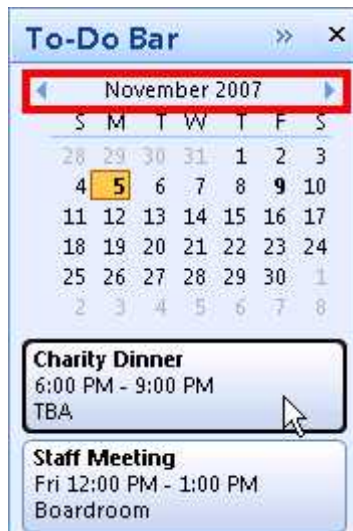 To-Do Bar
November 2007
S M T W T F S
28 29 30 31 1 2 3
4 5 6 7 8 9 10
11 12 13 14 15 16 17
18 19 20 21 22 23 24
25 26 27 28 29 30 1
2 3 4 5 6 7 8
Charity Dinner
6:00 PM - 9:00 PM
TBA
Staff Meeting
Fri 12:00 PM - 1:00 PM
Boardroom